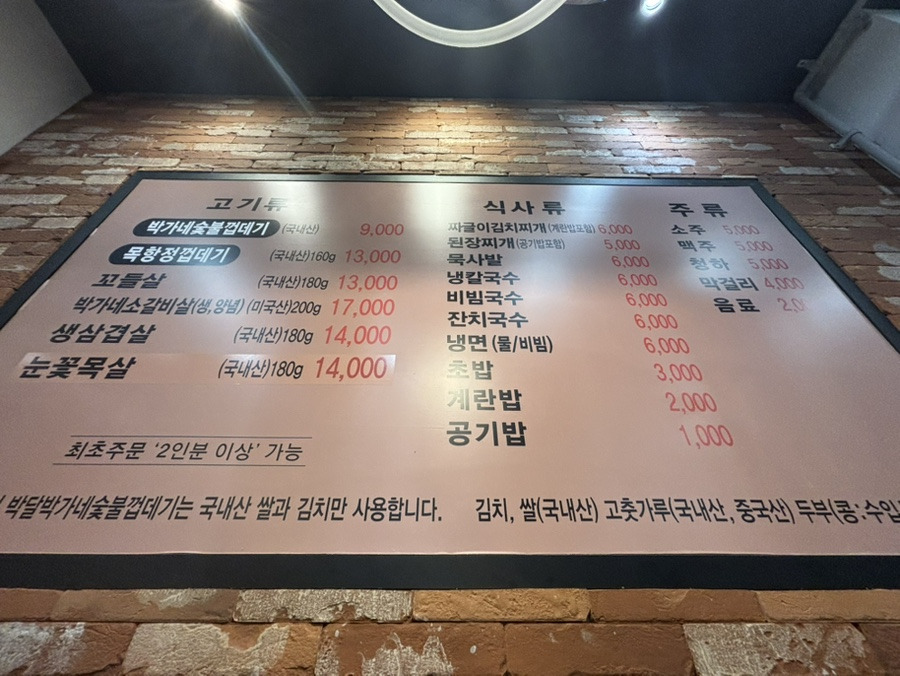 고기류
박가네숯불껍데기 (국내산) 9,000
목항정껍데기 (국내산)160g 13,000
꼬들살 (국내산)180g 13,000
박가네소갈비살(생,양념) (미국산)200g 17,000
생삼겹살 (국내산)180g 14,000
눈꽃목살 (국내산)180g 14,000
최초주문 '2인분 이상' 가능
식사류
짜글이김치찌개(계란밥포함) 6,000
된장찌개(공기밥포함) 5,000
묵사발 6,000
냉칼국수 6,000
비빔국수 6,000
잔치국수 6,000
냉면 (물/비빔) 6,000
초밥 3,000
계란밥 2,000
공기밥 1,000
주류
소주 5,000
맥주 5,000
청하 5,000
막걸리 4,000
음료
박달박가네숯불껍데기는 국내산 쌀과 김치만 사용합니다.
김치, 쌀(국내산) 고춧가루(국내산, 중국산) 두부(콩:수입